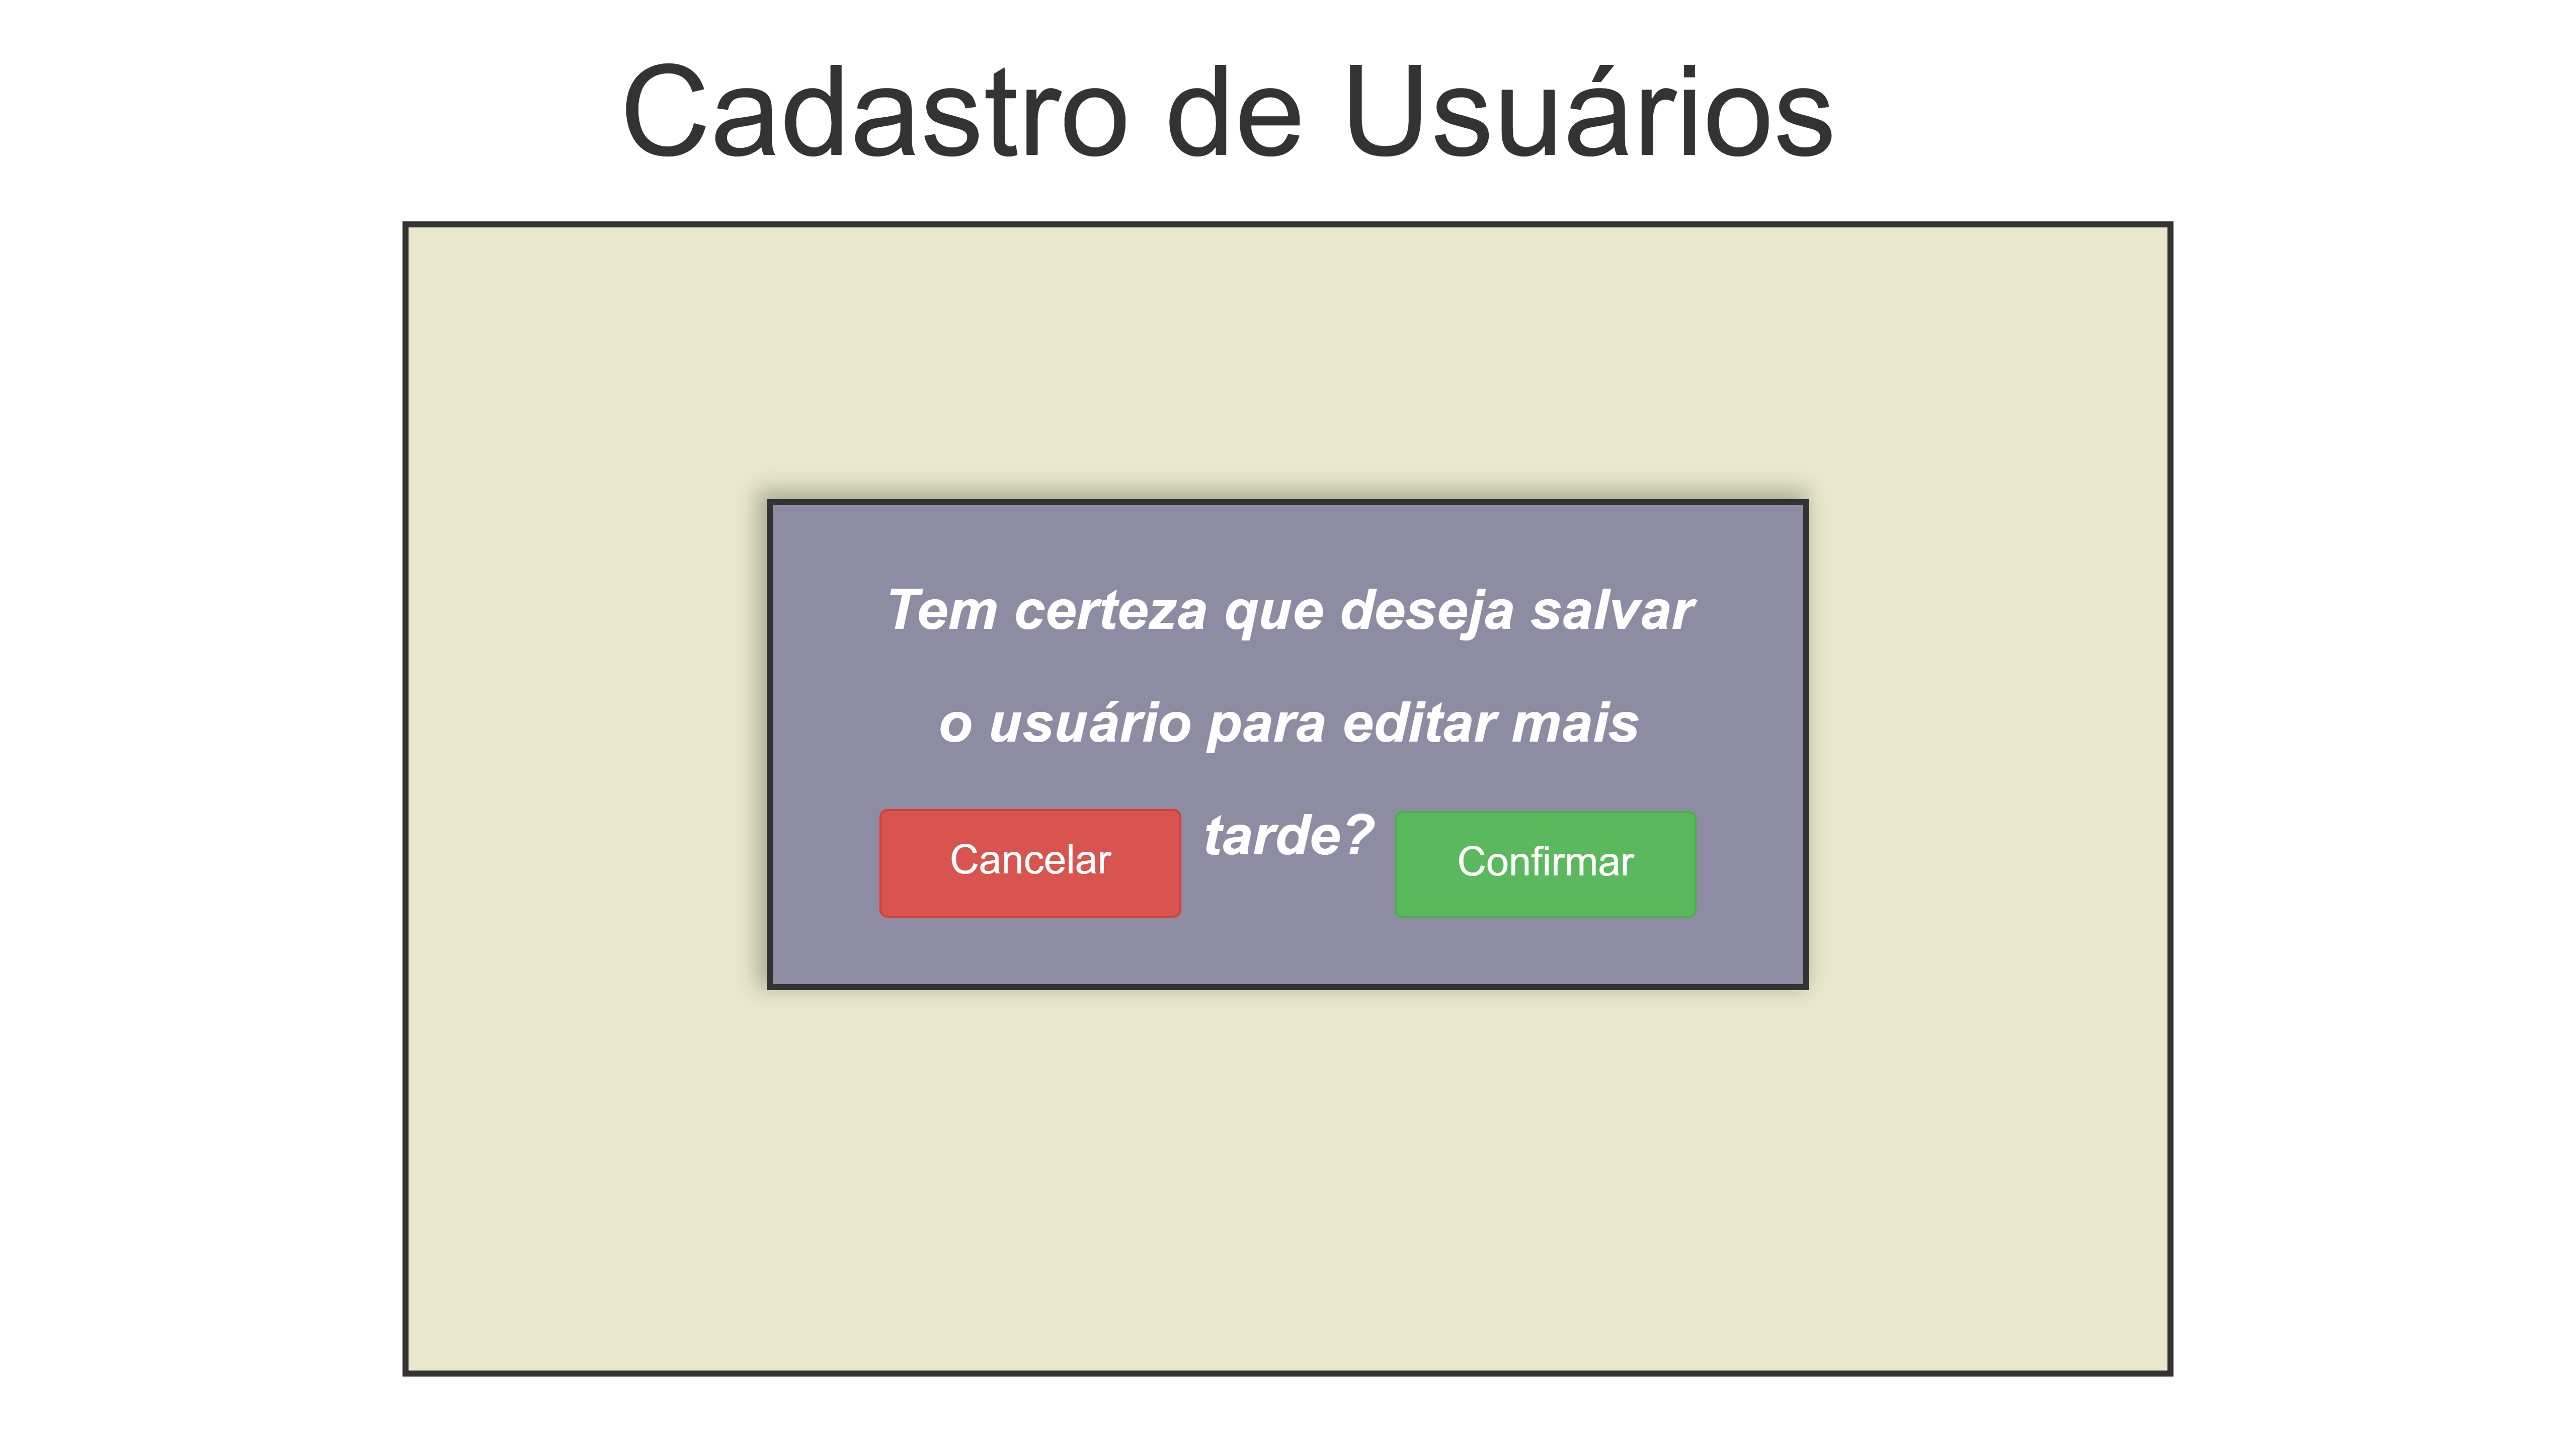 Cadastro de Usuários
Tem certeza que deseja salvar
o usuário para editar mais
tarde?
Cancelar
Confirmar